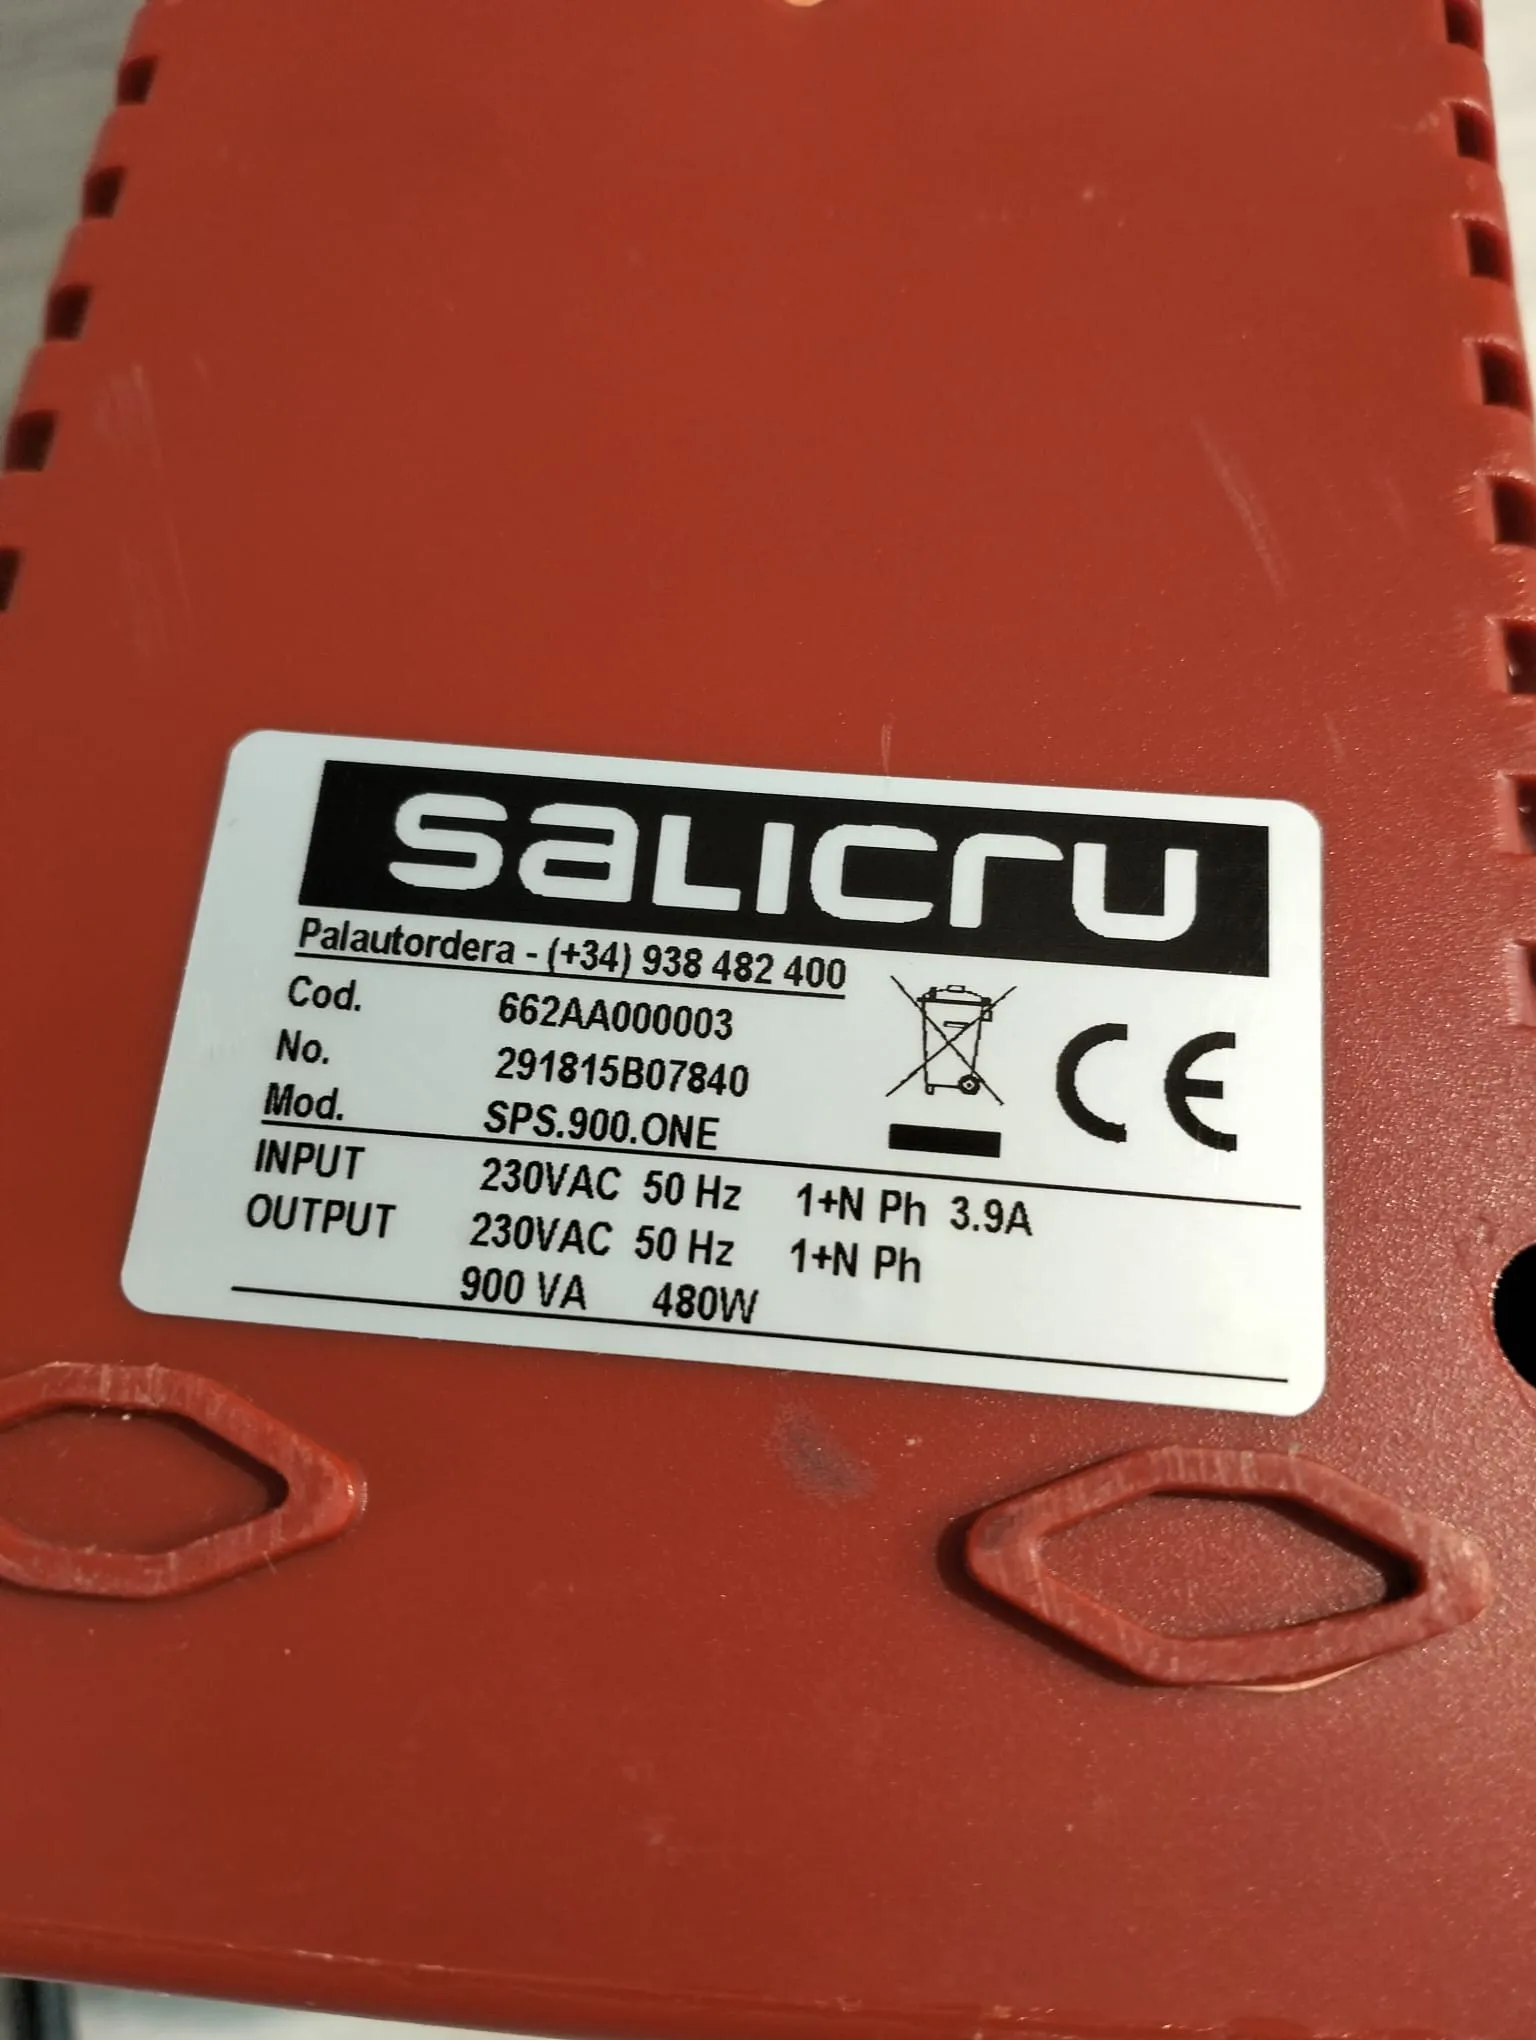 SALICRU
Palautordera - (+34) 938 482 400
Cod. 662AA000003
No. 291815B07840
Mod. SPS.900.ONE
INPUT 230VAC 50 Hz 1+N Ph 3.9A
OUTPUT 230VAC 50 Hz 1+N Ph
900 VA 480W
CE